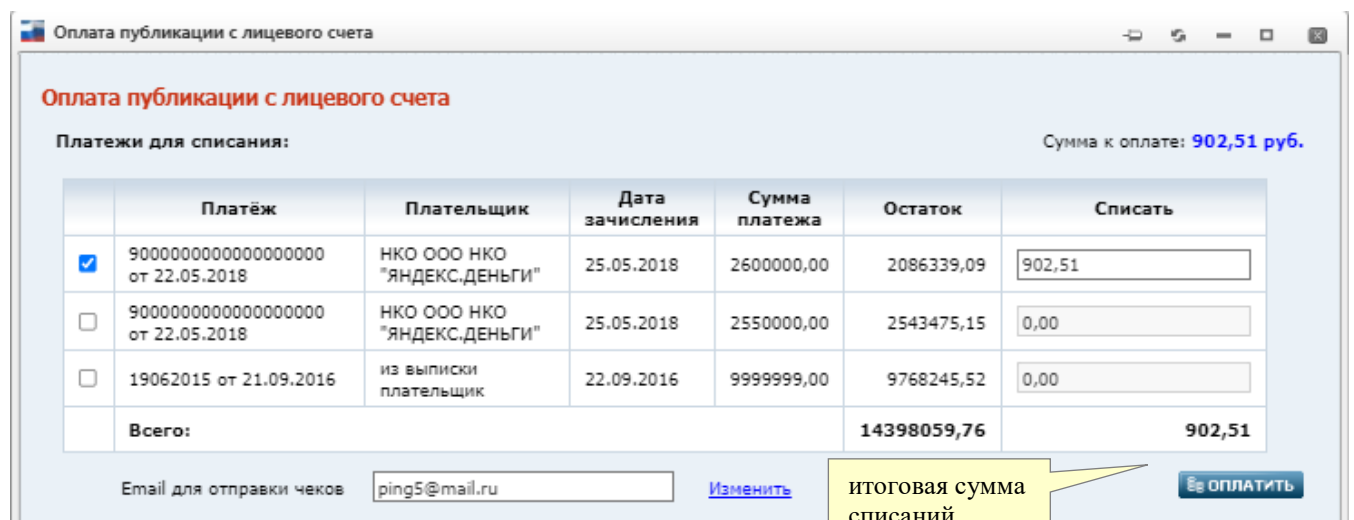 Оплата публикации с лицевого счета
Оплата публикации с лицевого счета
Платежи для списания:
Сумма к оплате: 902,51 руб.
Платёж Плательщик Дата зачисления Сумма платежа Остаток Списать
9000000000000000000 от 22.05.2018 НКО ООО НКО "ЯНДЕКС.ДЕНЬГИ" 25.05.2018 2600000,00 2086339,09 902,51
9000000000000000000 от 22.05.2018 НКО ООО НКО "ЯНДЕКС.ДЕНЬГИ" 25.05.2018 2550000,00 2543475,15 0,00
19062015 от 21.09.2016 из выписки плательщик 22.09.2016 9999999,00 9768245,52 0,00
Всего: 14398059,76 902,51
Email для отправки чеков ping5@mail.ru Изменить
итоговая сумма
списаний
ОПЛАТИТЬ